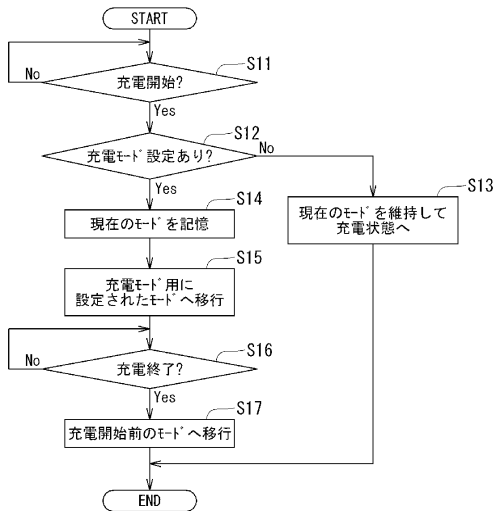 START
充電開始?
S11
No
Yes
充電ﾓｰﾄﾞ設定あり?
S12
No
Yes
現在のﾓｰﾄﾞを維持して
充電状態へ
S13
現在のﾓｰﾄﾞを記憶
S14
充電ﾓｰﾄﾞ用に
設定されたﾓｰﾄﾞへ移行
S15
充電終了?
S16
No
Yes
充電開始前のﾓｰﾄﾞへ移行
S17
END